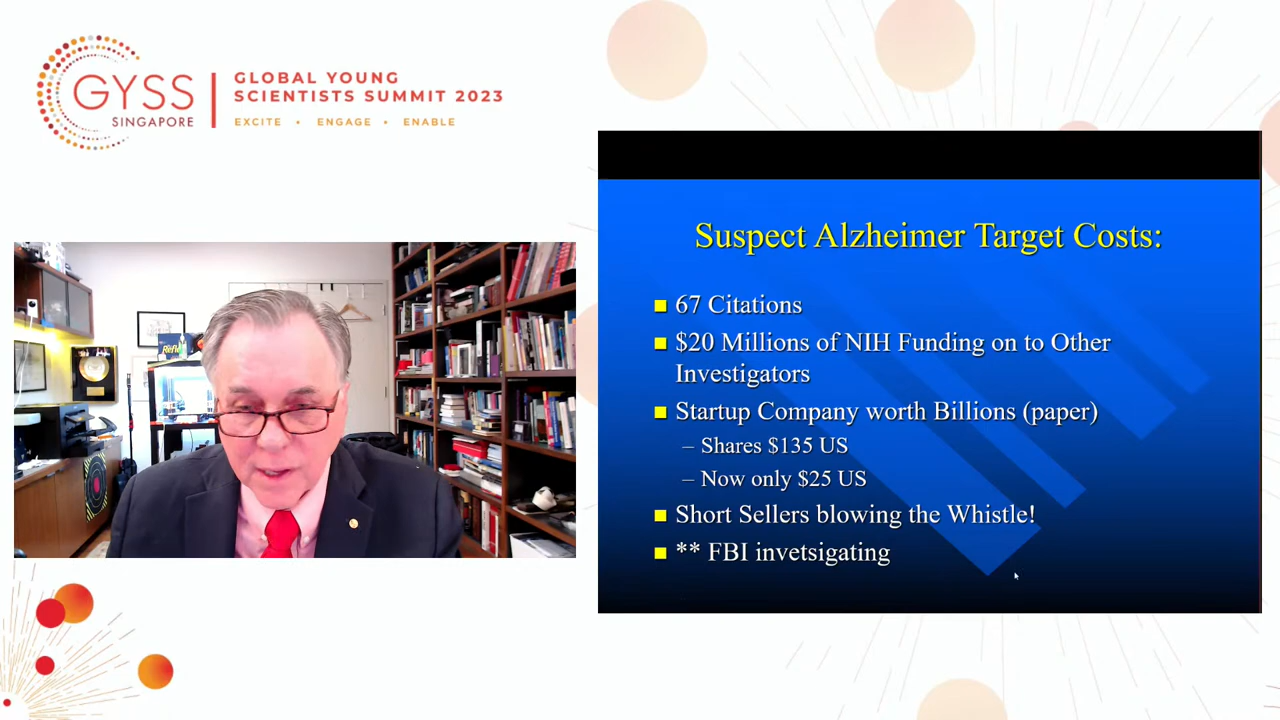 GYSS
SINGAPORE
GLOBAL YOUNG
SCIENTISTS SUMMIT 2023
EXCITE • ENGAGE • ENABLE
Suspect Alzheimer Target Costs:
67 Citations
$20 Millions of NIH Funding on to Other
Investigators
Startup Company worth Billions (paper)
– Shares $135 US
– Now only $25 US
Short Sellers blowing the Whistle!
** FBI invetsigating